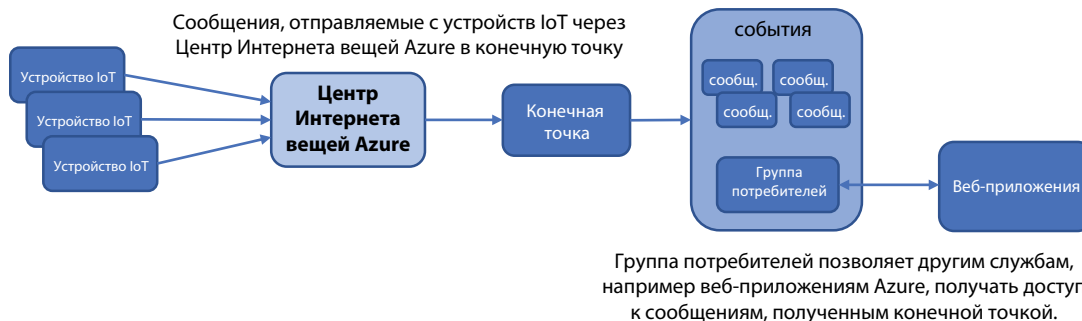 Сообщения, отправляемые с устройств IoT через
Центр Интернета вещей Azure в конечную точку
Устройство IoT
Устройство IoT
Устройство IoT
Центр
Интернета
вещей Azure
Конечная
точка
события
сообщ.
сообщ.
сообщ.
сообщ.
Группа
потребителей
Веб-приложения
Группа потребителей позволяет другим службам,
например веб-приложениям Azure, получать доступ
к сообщениям, полученным конечной точкой.